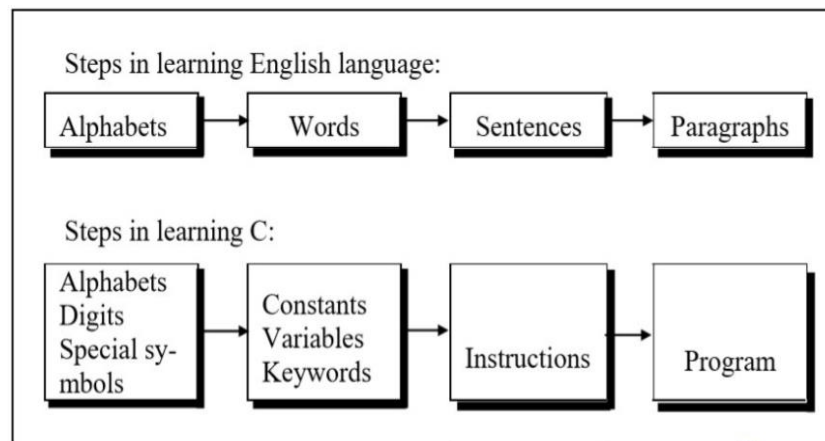 Steps in learning English language:
Alphabets
Words
Sentences
Paragraphs
Steps in learning C:
Alphabets
Digits
Special sy-
mbols
Constants
Variables
Keywords
Instructions
Program